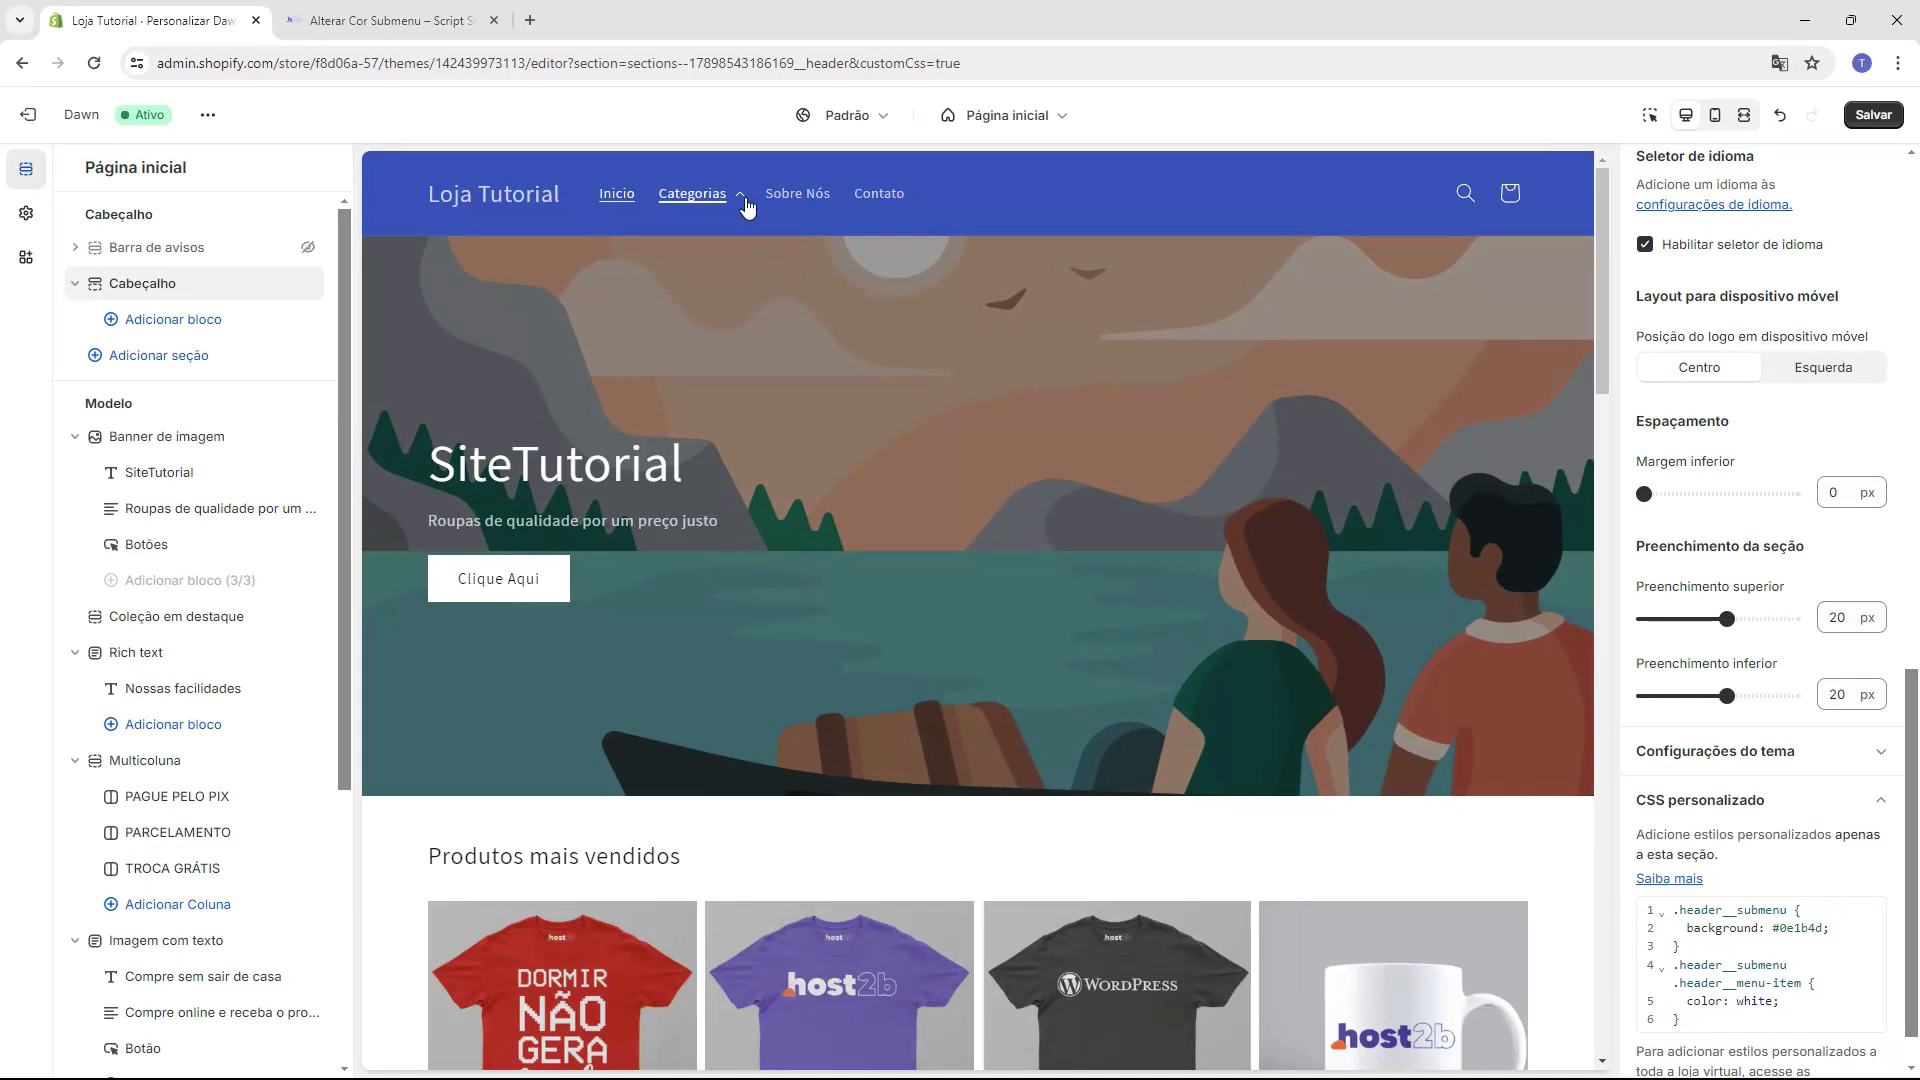 Loja Tutorial · Personalizar Daw
Alterar Cor Submenu – Script S
admin.shopify.com/store/f8d06a-57/themes/142439973113/editor?section=sections--17898543186169__header&customCss=true
T
Dawn
Ativo
Padrão
Página inicial
Salvar
Página inicial
Cabeçalho
Barra de avisos
Cabeçalho
Adicionar bloco
Adicionar seção
Modelo
Banner de imagem
SiteTutorial
Roupas de qualidade por um ...
Botões
Adicionar bloco (3/3)
Coleção em destaque
Rich text
Nossas facilidades
Adicionar bloco
Multicoluna
PAGUE PELO PIX
PARCELAMENTO
TROCA GRÁTIS
Adicionar Coluna
Imagem com texto
Compre sem sair de casa
Compre online e receba o pro...
Botão
Loja Tutorial
Inicio
Categorias
Sobre Nós
Contato
SiteTutorial
Roupas de qualidade por um preço justo
Clique Aqui
Produtos mais vendidos
host
DORMIR
NÃO
GERA
host
host2b
host
WORDPRESS
host2b
Seletor de idioma
Adicione um idioma às
configurações de idioma.
Habilitar seletor de idioma
Layout para dispositivo móvel
Posição do logo em dispositivo móvel
Centro
Esquerda
Espaçamento
Margem inferior
0 px
Preenchimento da seção
Preenchimento superior
20 px
Preenchimento inferior
20 px
Configurações do tema
CSS personalizado
Adicione estilos personalizados apenas
a esta seção.
Saiba mais
1 .header__submenu {
2 background: #0e1b4d;
3 }
4 .header__submenu
.header__menu-item {
5 color: white;
6 }
Para adicionar estilos personalizados a
toda a loja virtual, acesse as